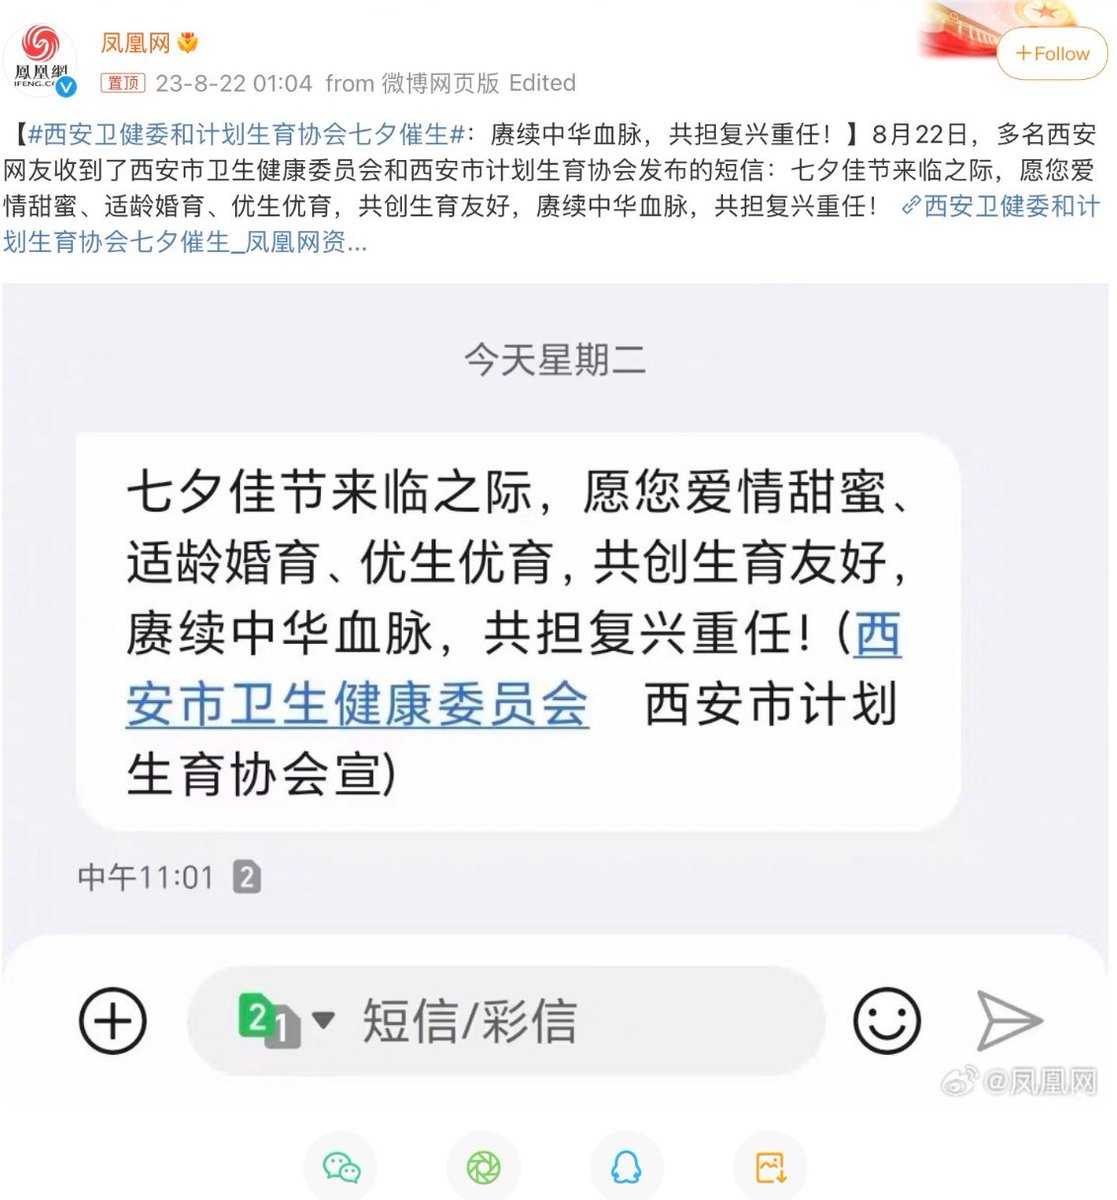 鳳凰網
IFENG.C
凤凰网
置顶 23-8-22 01:04 from 微博网页版 Edited
+Follow
【#西安卫健委和计划生育协会七夕催生#：赓续中华血脉，共担复兴重任！】8月22日，多名西安
网友收到了西安市卫生健康委员会和西安市计划生育协会发布的短信：七夕佳节来临之际，愿您爱
情甜蜜、适龄婚育、优生优育，共创生育友好，赓续中华血脉，共担复兴重任！ 西安卫健委和计
划生育协会七夕催生_凤凰网资...
今天星期二
七夕佳节来临之际，愿您爱情甜蜜、
适龄婚育、优生优育，共创生育友好，
赓续中华血脉，共担复兴重任！(西
安市卫生健康委员会 西安市计划
生育协会宣)
中午11:01 2
2 1 短信/彩信
@凤凰网